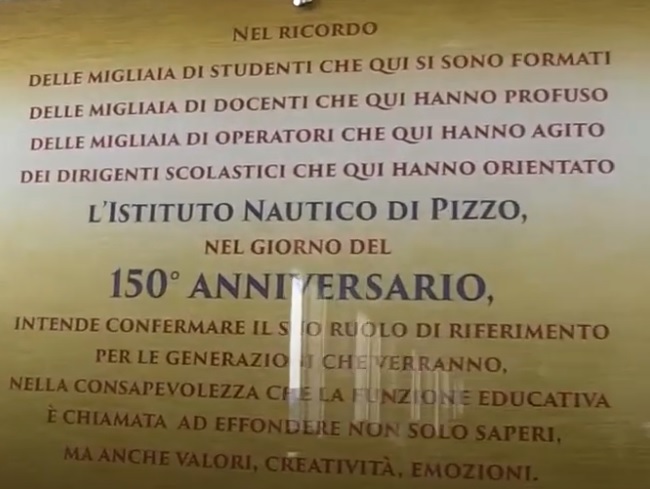 NEL RICORDO
DELLE MIGLIAIA DI STUDENTI CHE QUI SI SONO FORMATI
DELLE MIGLIAIA DI DOCENTI CHE QUI HANNO PROFUSO
DELLE MIGLIAIA DI OPERATORI CHE QUI HANNO AGITO
DEI DIRIGENTI SCOLASTICI CHE QUI HANNO ORIENTATO
L'ISTITUTO NAUTICO DI PIZZO,
NEL GIORNO DEL
150° ANNIVERSARIO,
INTENDE CONFERMARE IL SUO RUOLO DI RIFERIMENTO
PER LE GENERAZIONI CHE VERRANNO,
NELLA CONSAPEVOLEZZA CHE LA FUNZIONE EDUCATIVA
È CHIAMATA AD EFFONDERE NON SOLO SAPERI,
MA ANCHE VALORI, CREATIVITÀ, EMOZIONI.